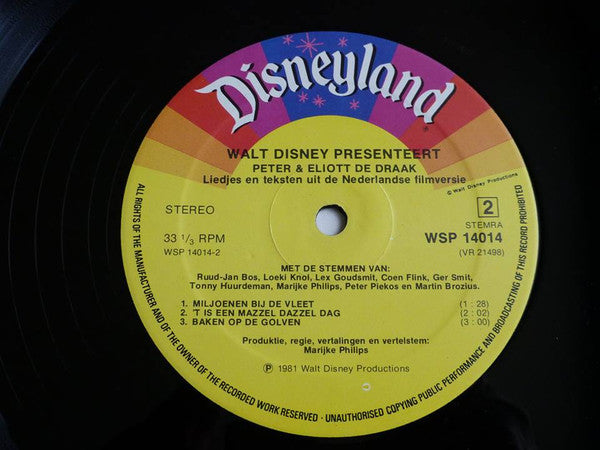 Disneyland
®
WALT DISNEY PRESENTEERT
PETER & ELIOTT DE DRAAK
Liedjes en teksten uit de Nederlandse filmversie
© Walt Disney Productions
STEREO
2
STEMRA
33 1/3 RPM
WSP 14014
WSP 14014-2
(VR 21498)
MET DE STEMMEN VAN:
Ruud-Jan Bos, Loeki Knol, Lex Goudsmit, Coen Flink, Ger Smit,
Tonny Huurdeman, Marijke Philips, Peter Piekos en Martin Brozius.
1. MILJOENEN BIJ DE VLEET (1:28)
2. 'T IS EEN MAZZEL DAZZEL DAG (2:02)
3. BAKEN OP DE GOLVEN (3:00)
Produktie, regie, vertalingen en vertelstem:
Marijke Philips
℗ 1981 Walt Disney Productions
ALL RIGHTS OF THE MANUFACTURER AND OF THE OWNER OF THE RECORDED WORK RESERVED · UNAUTHORISED COPYING PUBLIC PERFORMANCE AND BROADCASTING OF THIS RECORD PROHIBITED